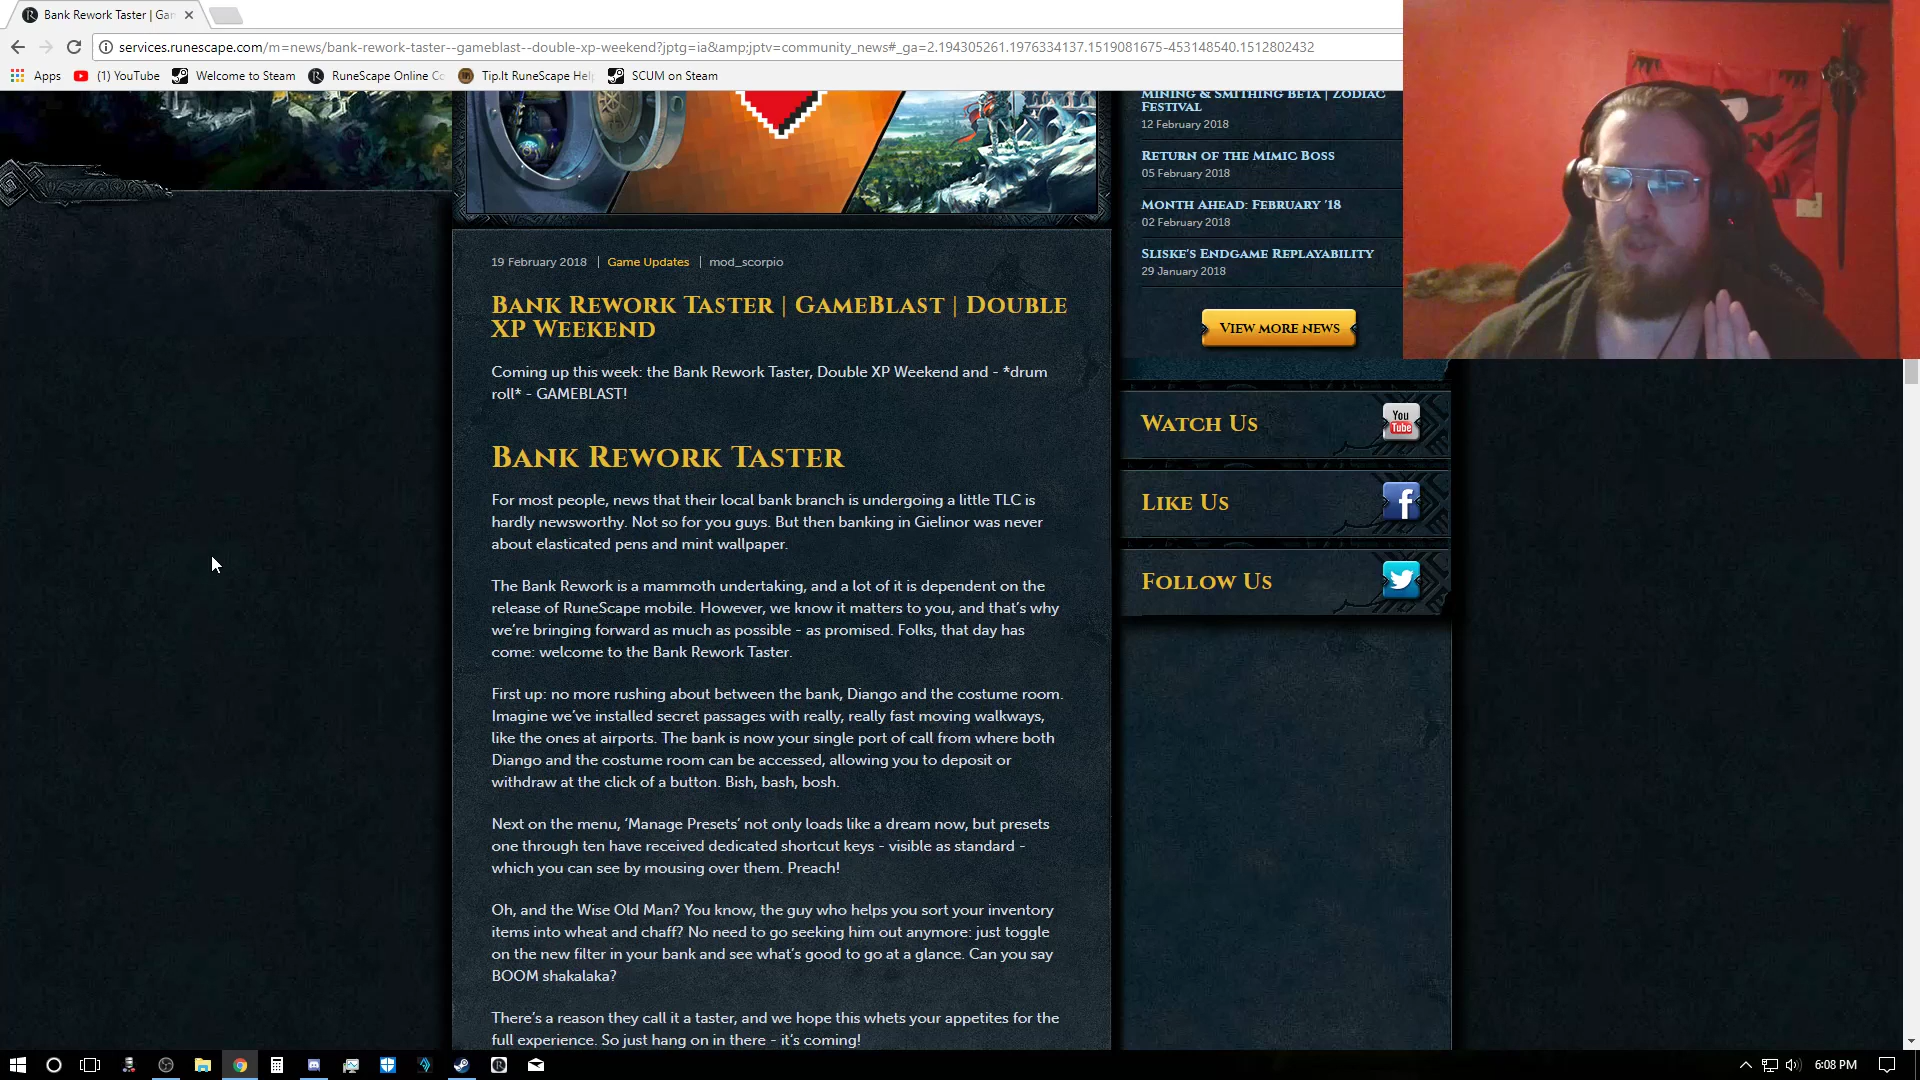 Bank Rework Taster | Gam
services.runescape.com/m=news/bank-rework-taster--gameblast--double-xp-weekend?jptg=ia&amp;jptv=community_news#_ga=2.194305261.1976334137.1519081675-453148540.1512802432
Apps (1) YouTube Welcome to Steam RuneScape Online Co Tip.It RuneScape Help SCUM on Steam
Mining & Smithing Beta | Zodiac
Festival
12 February 2018
Return of the Mimic Boss
05 February 2018
Month Ahead: February '18
02 February 2018
Sliske's Endgame Replayability
29 January 2018
View more news
Watch Us
You Tube
Like Us
Follow Us
19 February 2018 | Game Updates | mod_scorpio
Bank Rework Taster | GameBlast | Double
XP Weekend
Coming up this week: the Bank Rework Taster, Double XP Weekend and - *drum
roll* - GAMEBLAST!
Bank Rework Taster
For most people, news that their local bank branch is undergoing a little TLC is
hardly newsworthy. Not so for you guys. But then banking in Gielinor was never
about elasticated pens and mint wallpaper.
The Bank Rework is a mammoth undertaking, and a lot of it is dependent on the
release of RuneScape mobile. However, we know it matters to you, and that's why
we're bringing forward as much as possible - as promised. Folks, that day has
come: welcome to the Bank Rework Taster.
First up: no more rushing about between the bank, Diango and the costume room.
Imagine we've installed secret passages with really, really fast moving walkways,
like the ones at airports. The bank is now your single port of call from where both
Diango and the costume room can be accessed, allowing you to deposit or
withdraw at the click of a button. Bish, bash, bosh.
Next on the menu, ‘Manage Presets’ not only loads like a dream now, but presets
one through ten have received dedicated shortcut keys - visible as standard -
which you can see by mousing over them. Preach!
Oh, and the Wise Old Man? You know, the guy who helps you sort your inventory
items into wheat and chaff? No need to go seeking him out anymore: just toggle
on the new filter in your bank and see what's good to go at a glance. Can you say
BOOM shakalaka?
There's a reason they call it a taster, and we hope this whets your appetites for the
full experience. So just hang on in there - it's coming!
6:08 PM